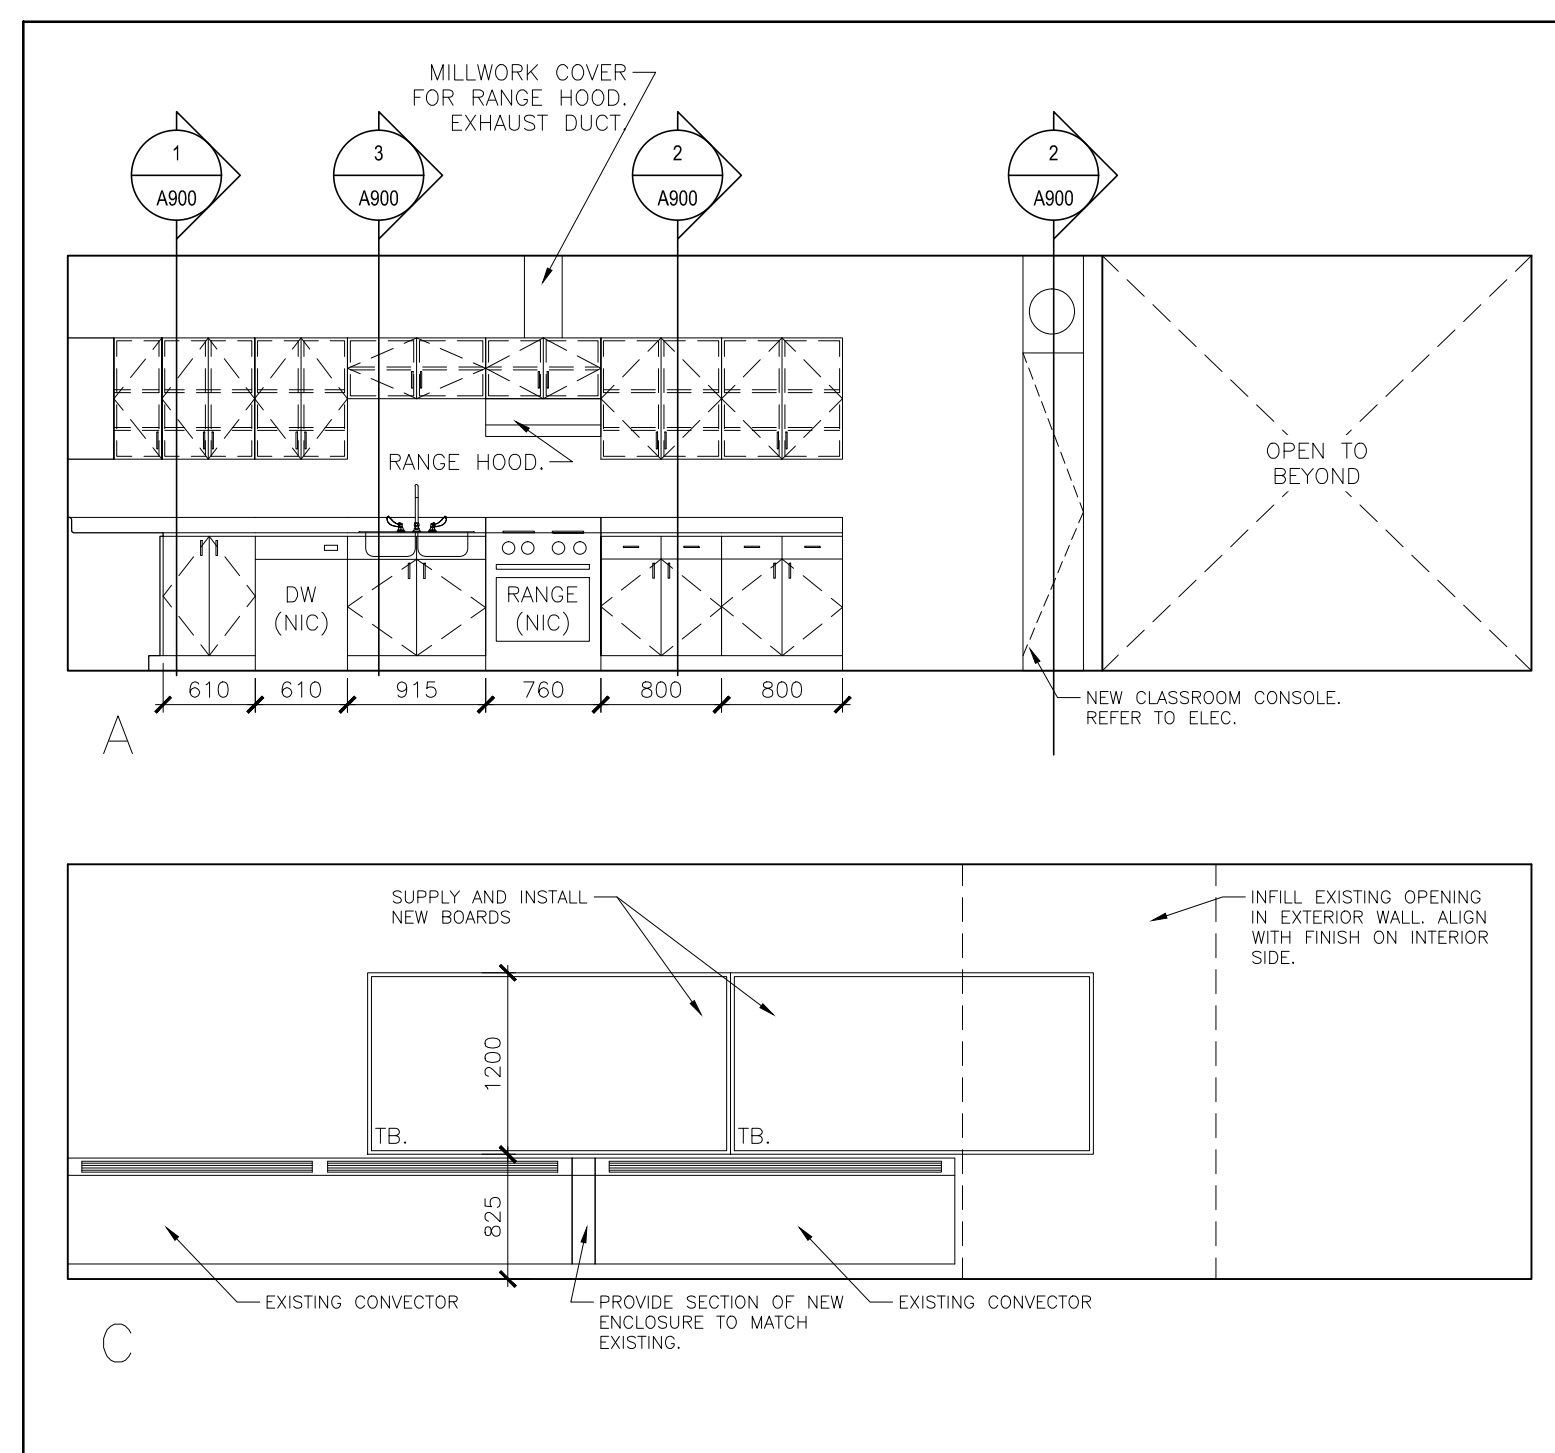 MILLWORK COVER
FOR RANGE HOOD.
EXHAUST DUCT.
1
A900
3
A900
2
A900
2
A900
RANGE HOOD.
OPEN TO
BEYOND
DW
(NIC)
RANGE
(NIC)
610
610
915
760
800
800
NEW CLASSROOM CONSOLE.
REFER TO ELEC.
A
SUPPLY AND INSTALL
NEW BOARDS
INFILL EXISTING OPENING
IN EXTERIOR WALL. ALIGN
WITH FINISH ON INTERIOR
SIDE.
1200
TB.
TB.
825
EXISTING CONVECTOR
PROVIDE SECTION OF NEW
ENCLOSURE TO MATCH
EXISTING.
EXISTING CONVECTOR
C